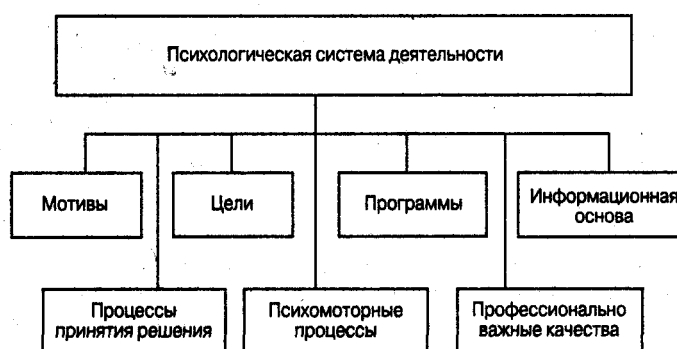 Психологическая система деятельности
Мотивы
Цели
Программы
Информационная
основа
Процессы
принятия решения
Психомоторные
процессы
Профессионально
важные качества